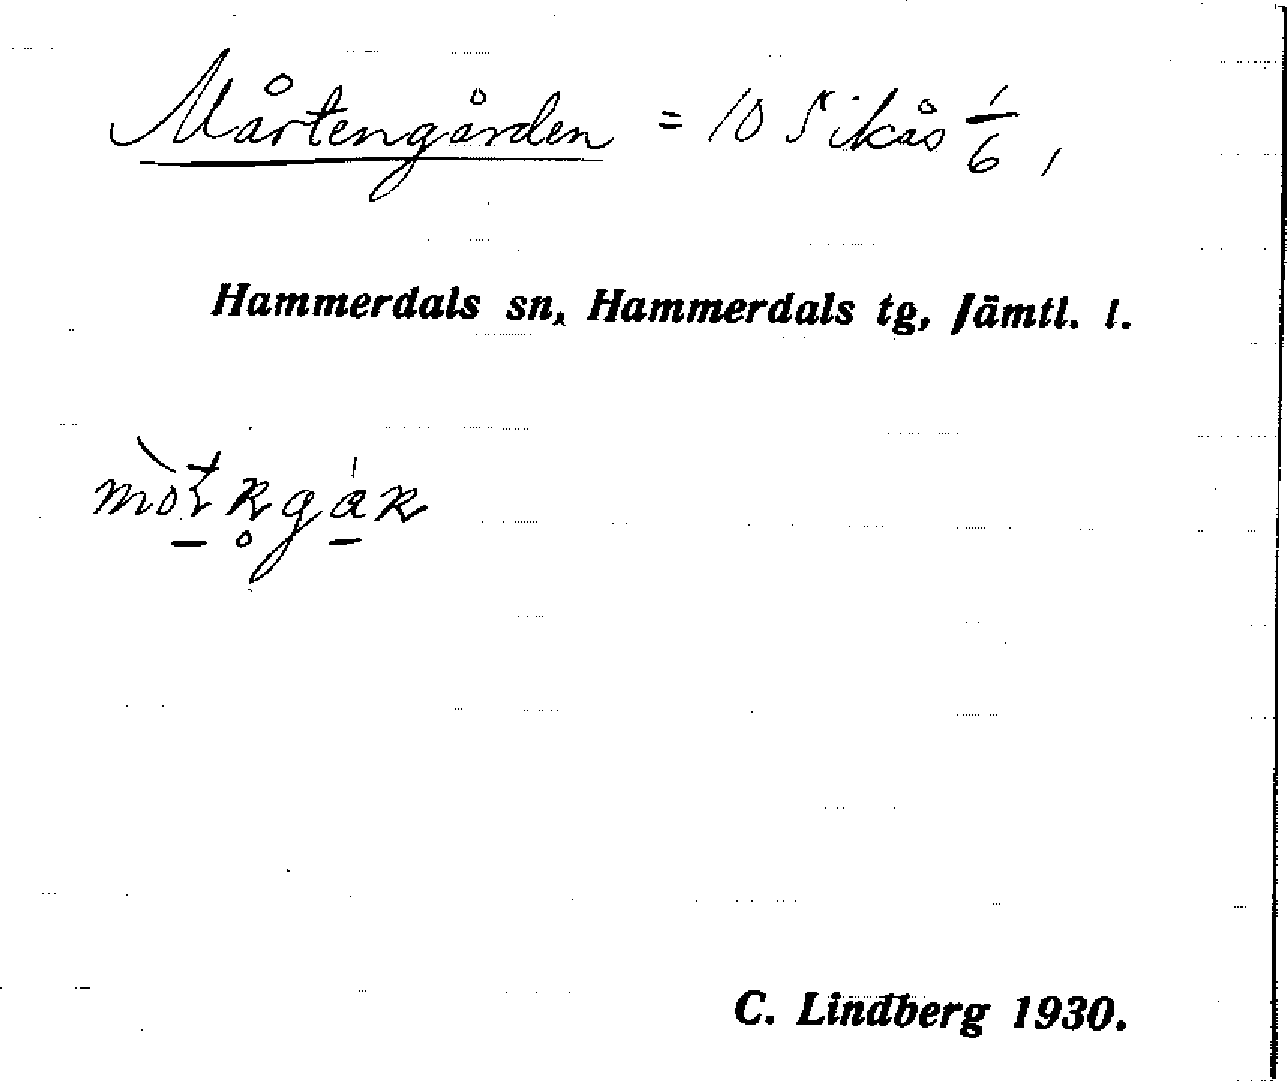 Mårtengården = 10 Sikås 1/6,
Hammerdals sn, Hammerdals tg, Jämtl. l.
C. Lindberg 1930.